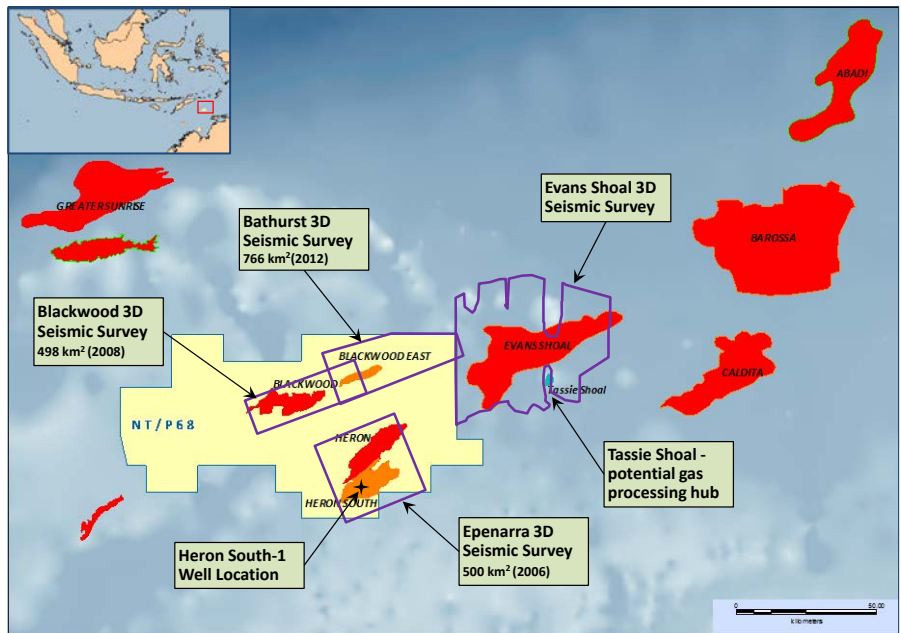 ABADI
GREATER SUNRISE
Evans Shoal 3D
Seismic Survey
Bathurst 3D
Seismic Survey
766 km² (2012)
BAROSSA
Blackwood 3D
Seismic Survey
498 km² (2008)
BLACKWOOD EAST
EVANS SHOAL
BLACKWOOD
CALDITA
Tassie Shoal
NT/P68
HERON
Tassie Shoal -
potential gas
processing hub
HERON SOUTH
Heron South-1
Well Location
Epenarra 3D
Seismic Survey
500 km² (2006)
0 50.00
kilometers